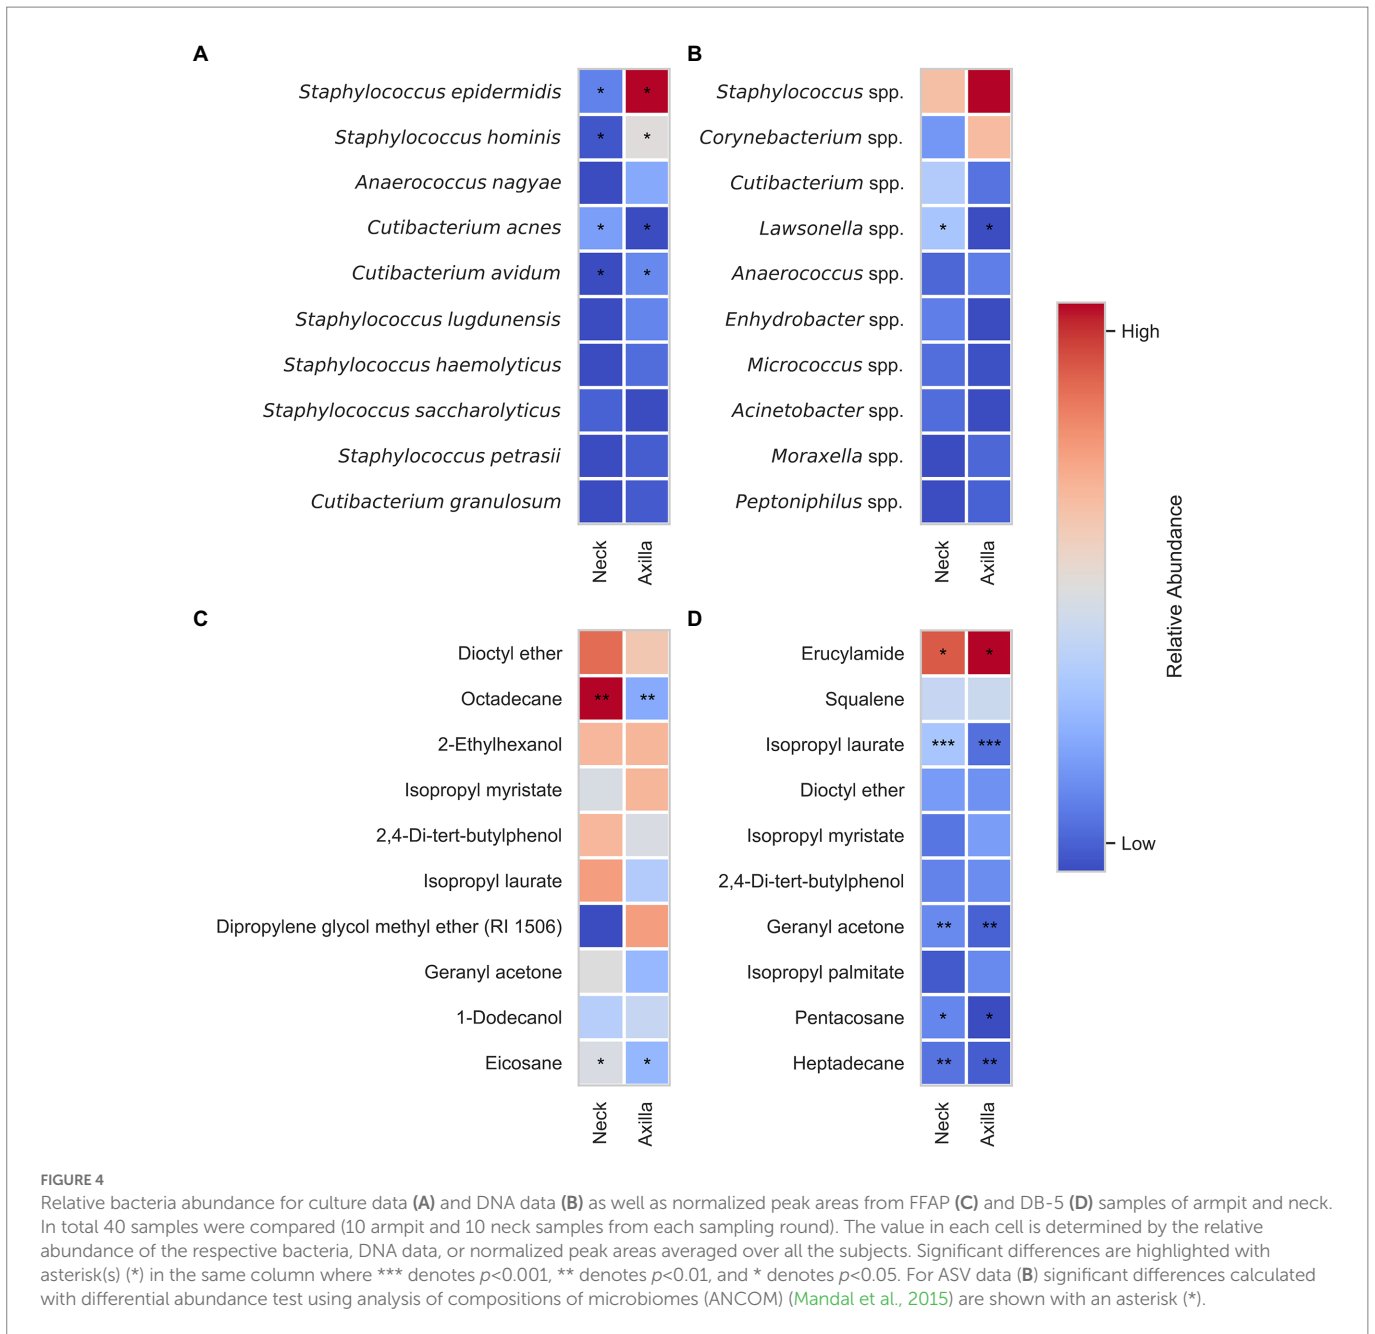 A
Staphylococcus epidermidis * *
Staphylococcus hominis * *
Anaerococcus nagyae
Cutibacterium acnes * *
Cutibacterium avidum * *
Staphylococcus lugdunensis
Staphylococcus haemolyticus
Staphylococcus saccharolyticus
Staphylococcus petrasii
Cutibacterium granulosum
Neck
Axilla
B
Staphylococcus spp.
Corynebacterium spp.
Cutibacterium spp.
Lawsonella spp. * *
Anaerococcus spp.
Enhydrobacter spp.
Micrococcus spp.
Acinetobacter spp.
Moraxella spp.
Peptoniphilus spp.
Neck
Axilla
C
Dioctyl ether
Octadecane ** **
2-Ethylhexanol
Isopropyl myristate
2,4-Di-tert-butylphenol
Isopropyl laurate
Dipropylene glycol methyl ether (RI 1506)
Geranyl acetone
1-Dodecanol
Eicosane * *
Neck
Axilla
D
Erucylamide * *
Squalene
Isopropyl laurate *** ***
Dioctyl ether
Isopropyl myristate
2,4-Di-tert-butylphenol
Geranyl acetone ** **
Isopropyl palmitate
Pentacosane * *
Heptadecane ** **
Neck
Axilla
High
Low
Relative Abundance
FIGURE 4
Relative bacteria abundance for culture data (A) and DNA data (B) as well as normalized peak areas from FFAP (C) and DB-5 (D) samples of armpit and neck.
In total 40 samples were compared (10 armpit and 10 neck samples from each sampling round). The value in each cell is determined by the relative
abundance of the respective bacteria, DNA data, or normalized peak areas averaged over all the subjects. Significant differences are highlighted with
asterisk(s) (*) in the same column where *** denotes p<0.001, ** denotes p<0.01, and * denotes p<0.05. For ASV data (B) significant differences calculated
with differential abundance test using analysis of compositions of microbiomes (ANCOM) (Mandal et al., 2015) are shown with an asterisk (*).